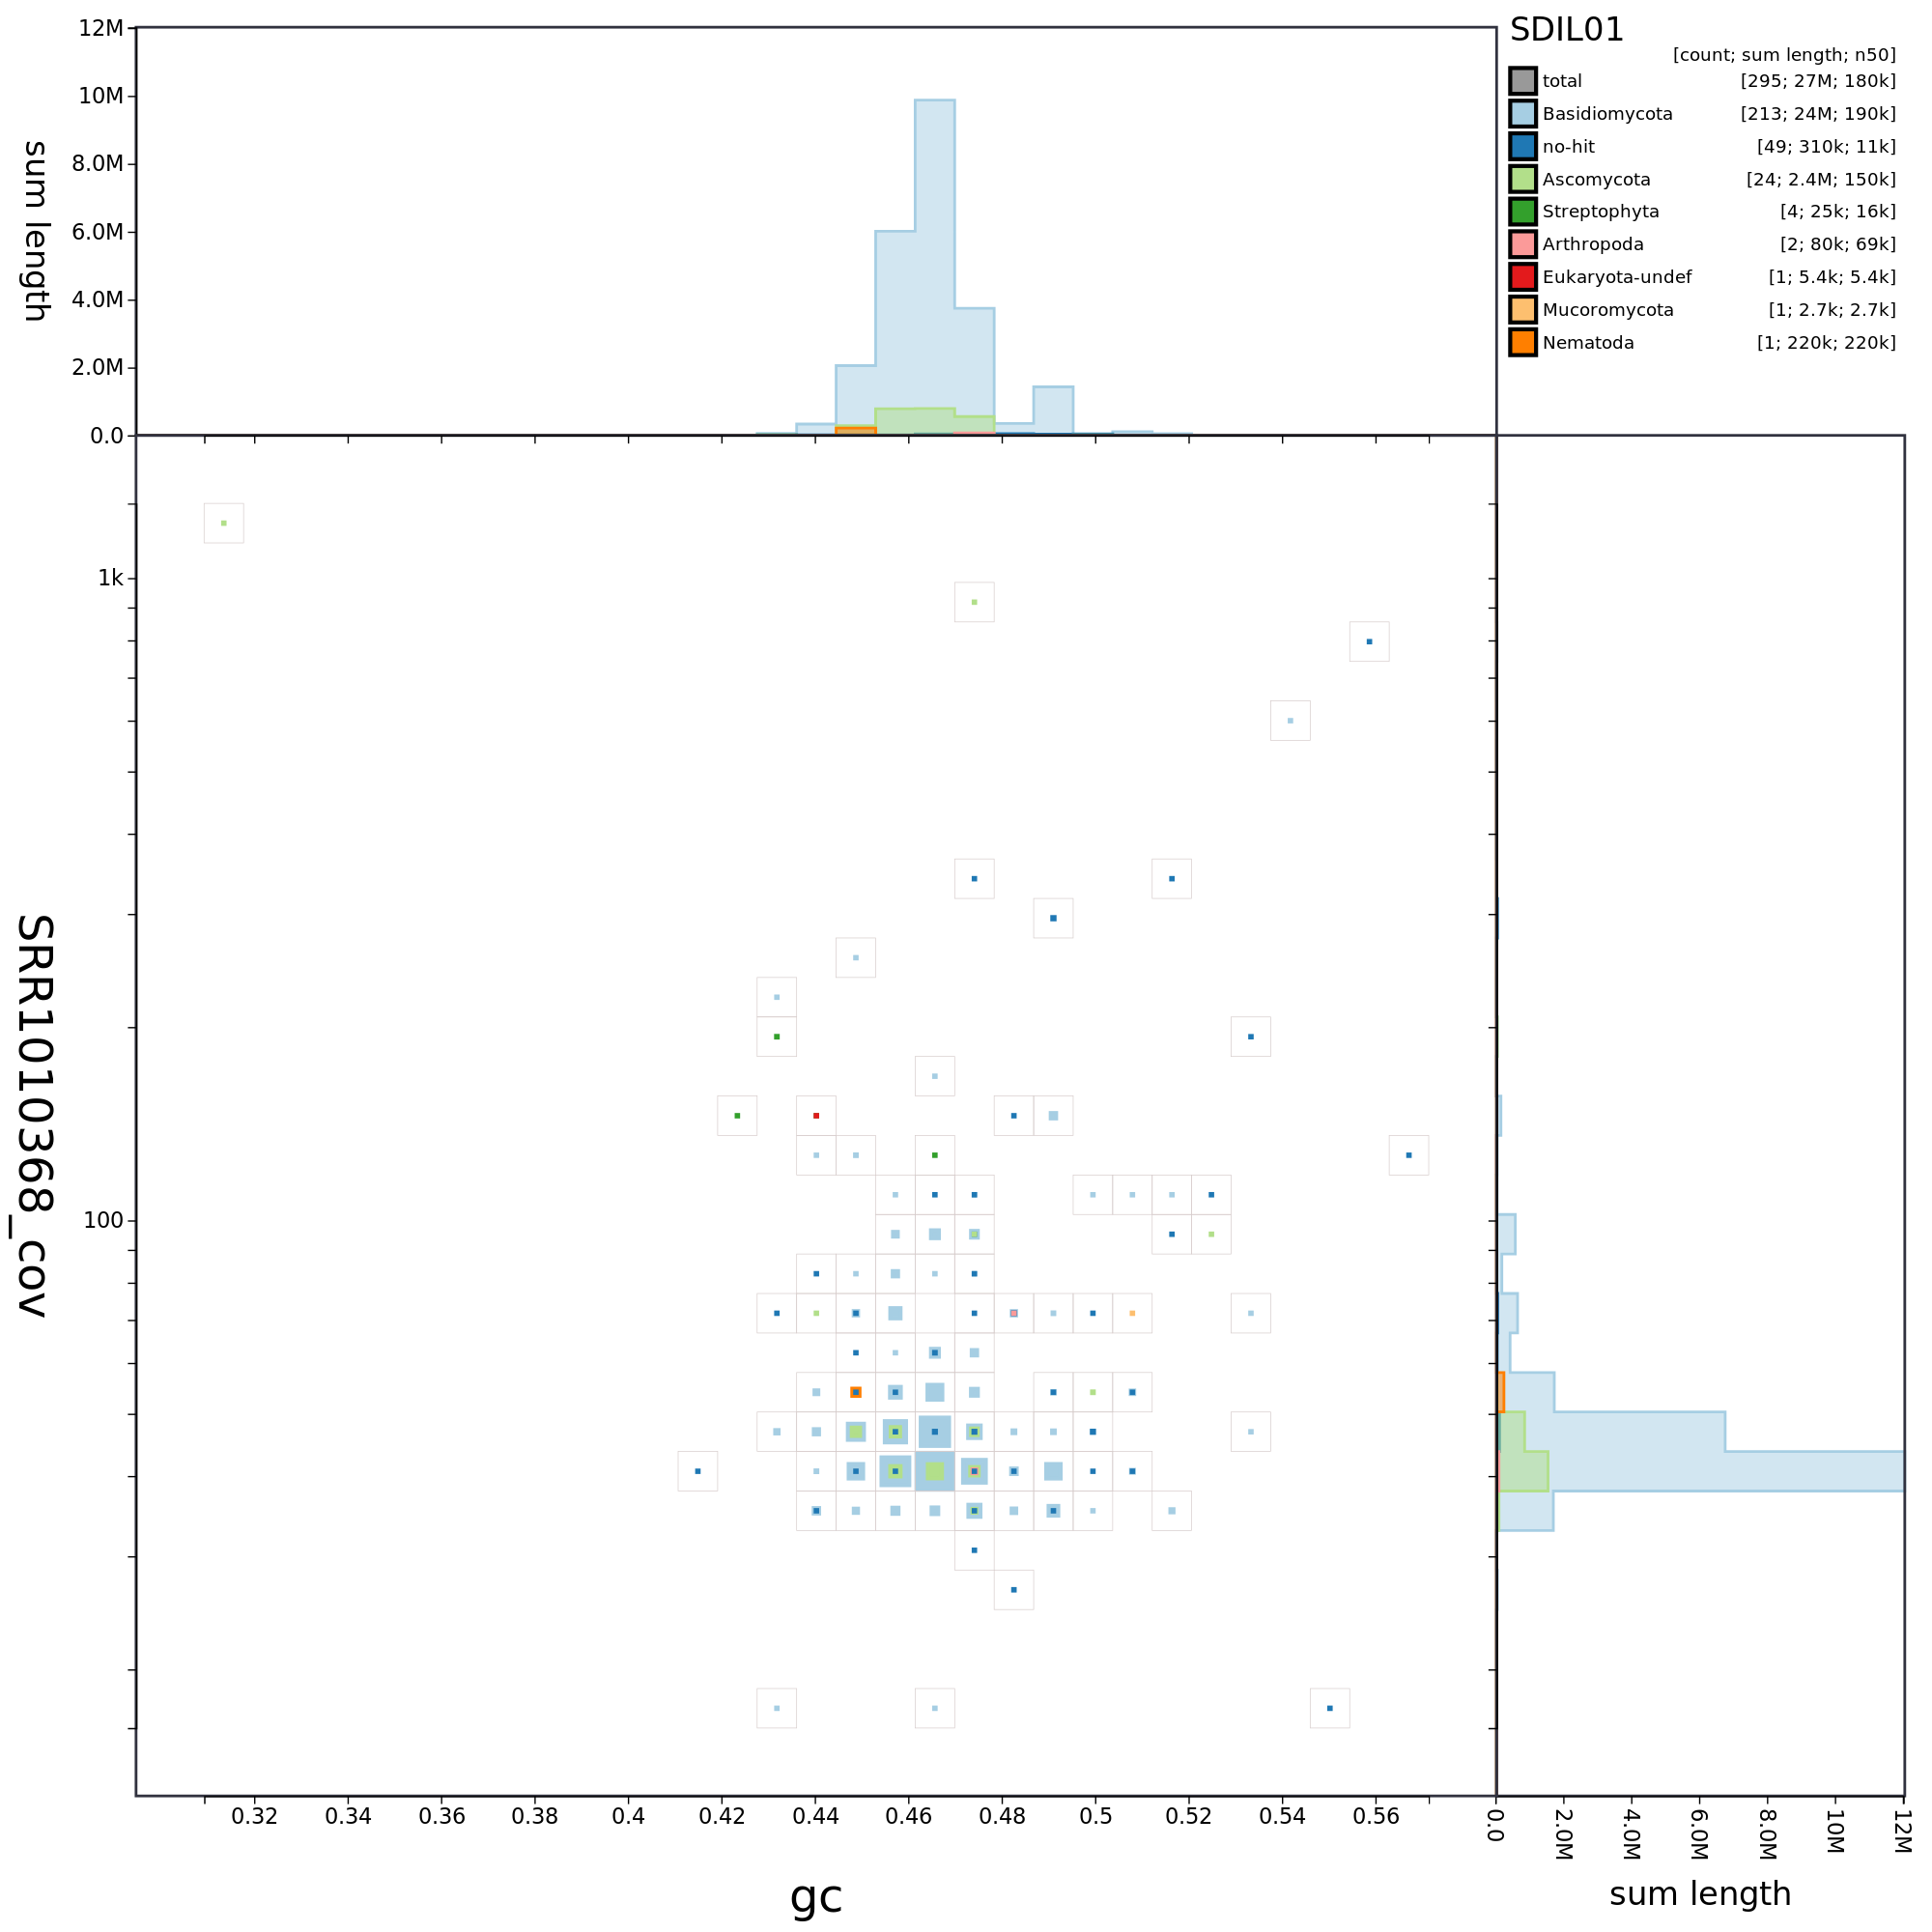 SDIL01
[count; sum length; n50]
total [295; 27M; 180k]
Basidiomycota [213; 24M; 190k]
no-hit [49; 310k; 11k]
Ascomycota [24; 2.4M; 150k]
Streptophyta [4; 25k; 16k]
Arthropoda [2; 80k; 69k]
Eukaryota-undef [1; 5.4k; 5.4k]
Mucoromycota [1; 2.7k; 2.7k]
Nematoda [1; 220k; 220k]
12M
10M
8.0M
6.0M
4.0M
2.0M
0.0
sum length
1k
100
SRR1010368_cov
0.32 0.34 0.36 0.38 0.4 0.42 0.44 0.46 0.48 0.5 0.52 0.54 0.56
gc
0.0 2.0M 4.0M 6.0M 8.0M 10M 12M
sum length